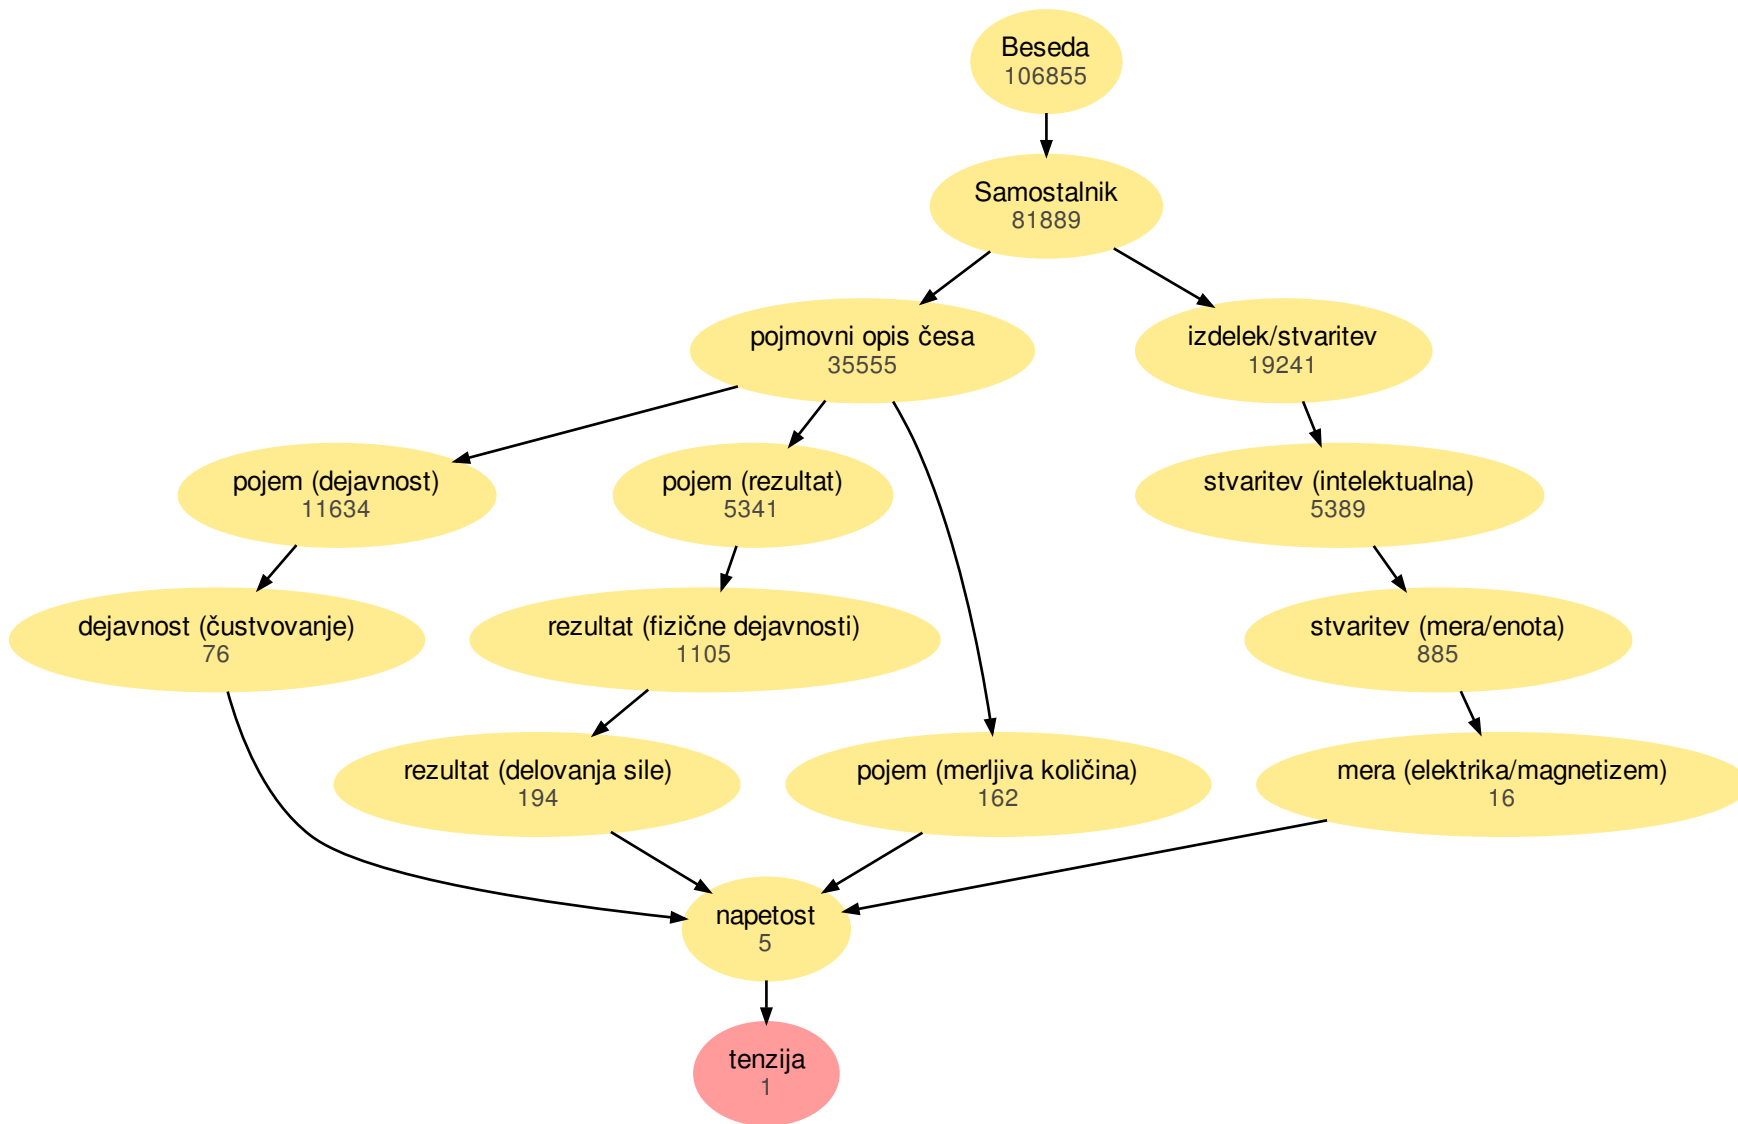 Beseda
106855
Samostalnik
81889
pojmovni opis česa
35555
izdelek/stvaritev
19241
pojem (dejavnost)
11634
pojem (rezultat)
5341
stvaritev (intelektualna)
5389
dejavnost (čustvovanje)
76
rezultat (fizične dejavnosti)
1105
stvaritev (mera/enota)
885
rezultat (delovanja sile)
194
pojem (merljiva količina)
162
mera (elektrika/magnetizem)
16
napetost
5
tenzija
1